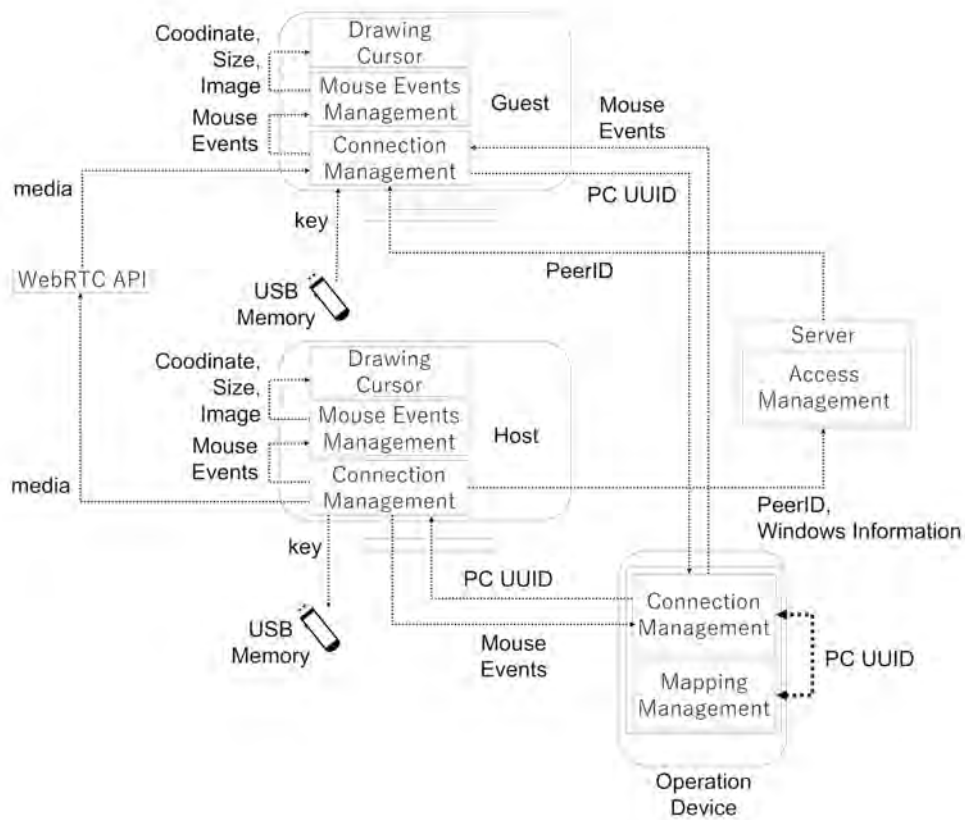 Coodinate,
Size,
Image
Drawing
Cursor
Mouse Events
Management
Guest
Mouse
Events
Connection
Management
Mouse
Events
media
key
PC UUID
PeerID
WebRTC API
USB
Memory
Server
Access
Management
Coodinate,
Size,
Image
Drawing
Cursor
Mouse Events
Management
Host
Mouse
Events
Connection
Management
media
PeerID,
Windows Information
key
PC UUID
USB
Memory
Mouse
Events
Connection
Management
PC UUID
Mapping
Management
Operation
Device